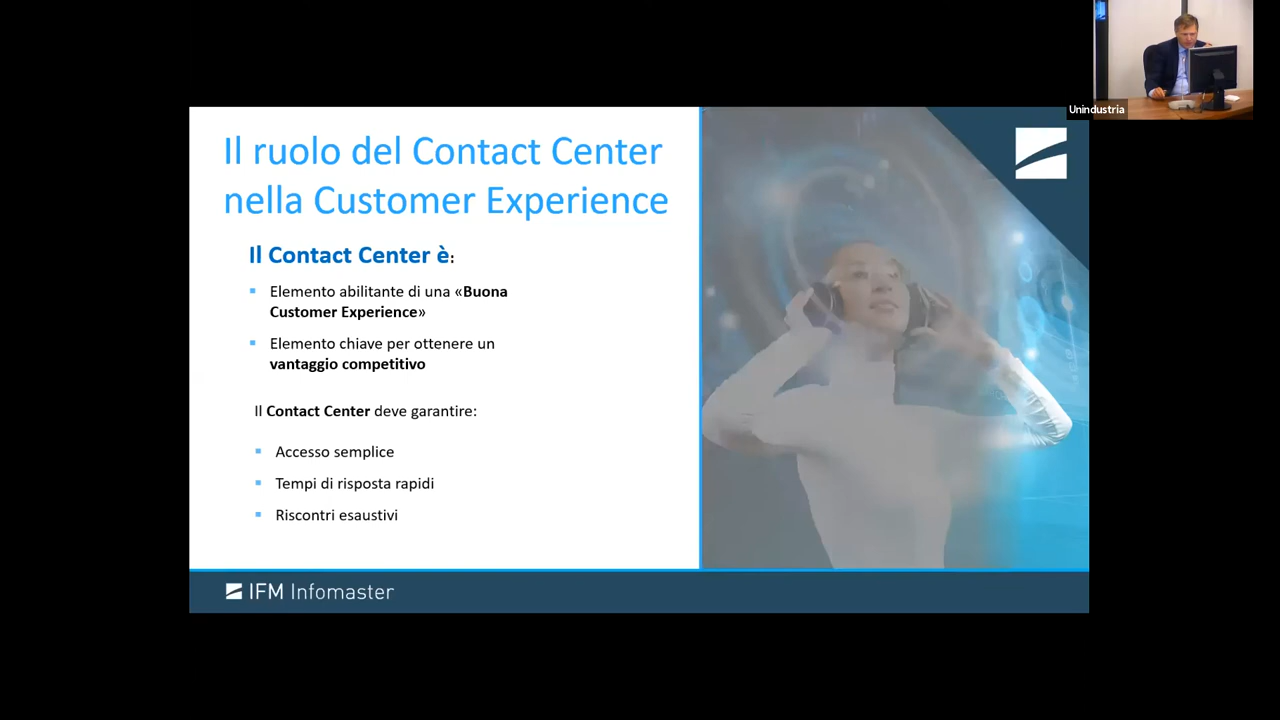 Unindustria
Il ruolo del Contact Center
nella Customer Experience
Il Contact Center è:
Elemento abilitante di una «Buona
Customer Experience»
Elemento chiave per ottenere un
vantaggio competitivo
Il Contact Center deve garantire:
Accesso semplice
Tempi di risposta rapidi
Riscontri esaustivi
IFM Infomaster